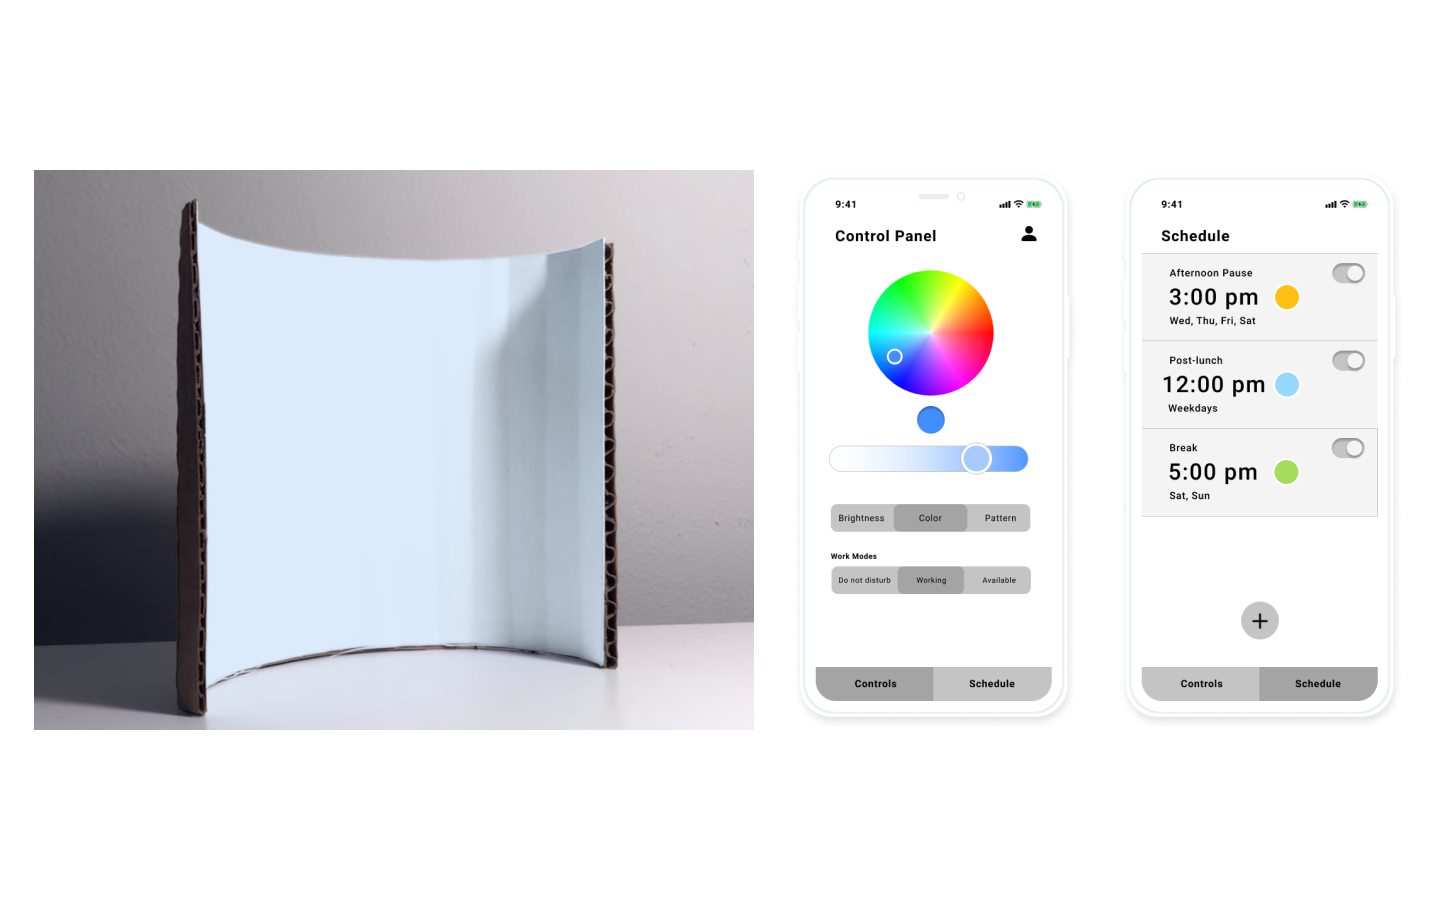 9:41
Control Panel
Brightness Color Pattern
Work Modes
Do not disturb Working Available
Controls Schedule
9:41
Schedule
Afternoon Pause
3:00 pm
Wed, Thu, Fri, Sat
Post-lunch
12:00 pm
Weekdays
Break
5:00 pm
Sat, Sun
Controls Schedule